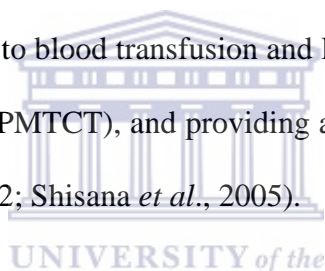 to blood transfusion and
PMTCT), and providing a
2; Shisana et al., 2005).
UNIVERSITY of the